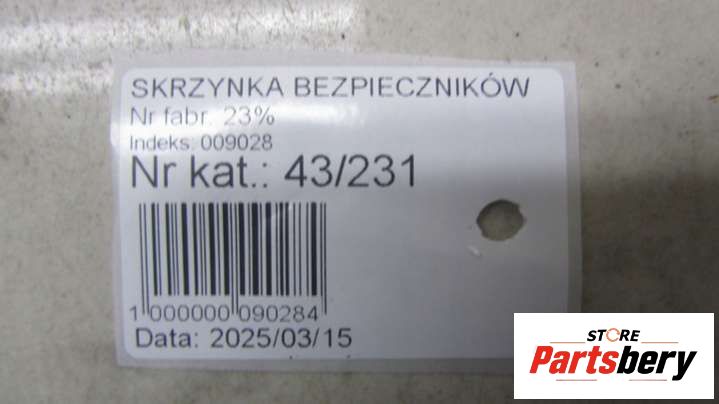 SKRZYNKA BEZPIECZNIKÓW
Nr fabr. 23%
Indeks: 009028
Nr kat.: 43/231
1 000000 090284
Data: 2025/03/15
STORE
Partsbery